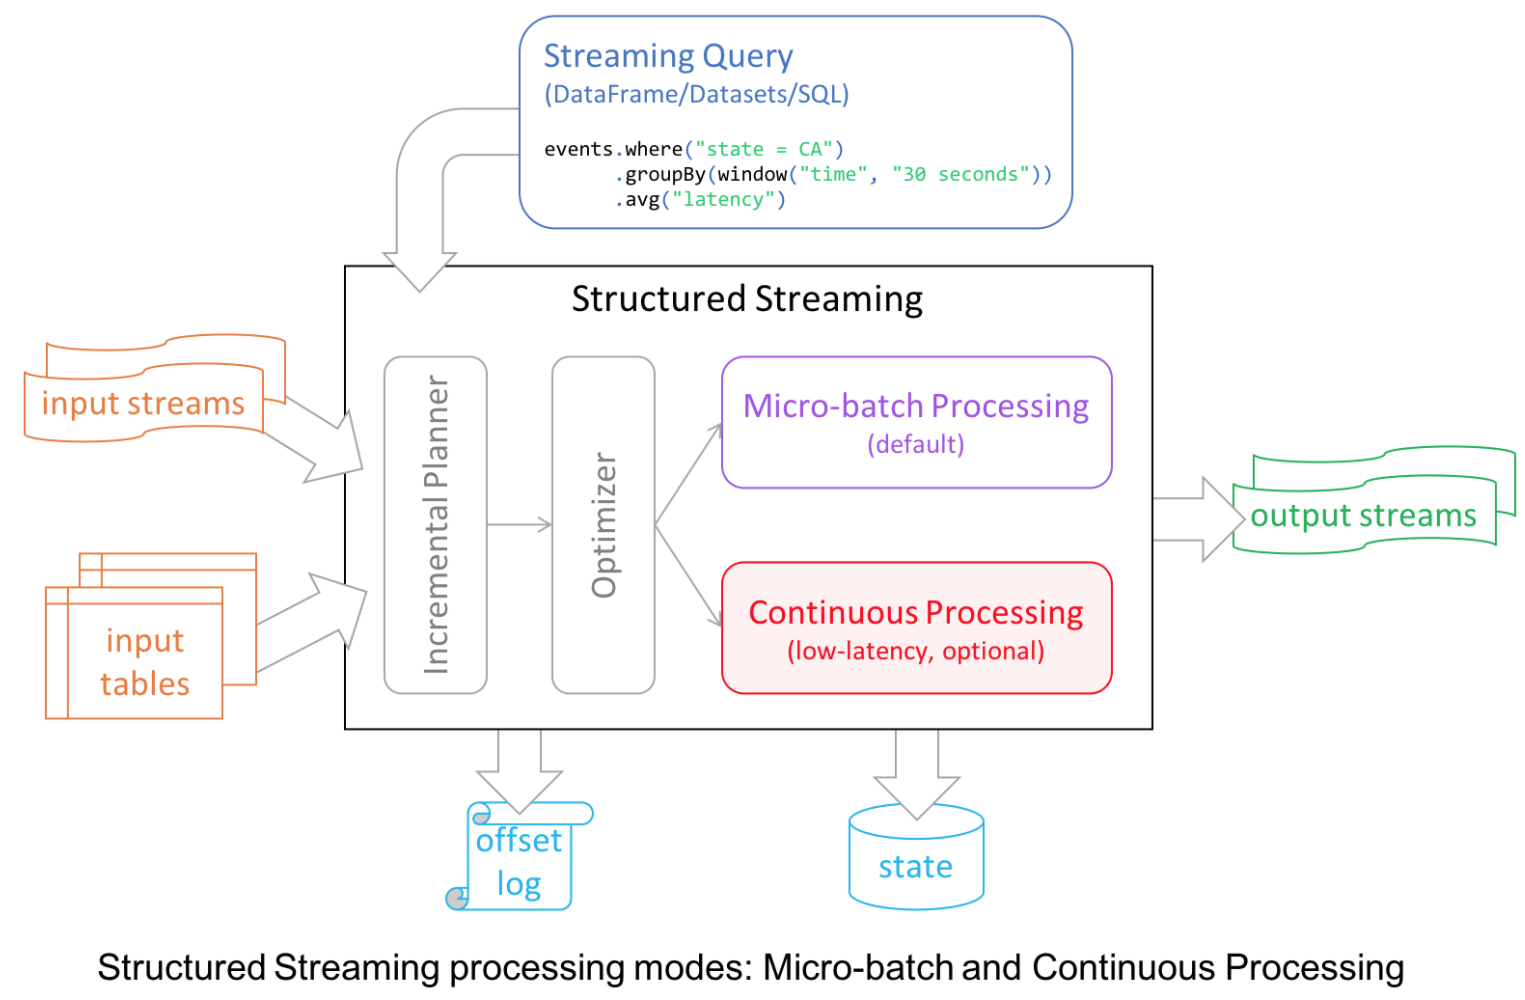 Streaming Query
(DataFrame/Datasets/SQL)
events.where("state = CA")
.groupBy(window("time", "30 seconds"))
.avg("latency")
Structured Streaming
input streams
input
tables
Incremental Planner
Optimizer
Micro-batch Processing
(default)
Continuous Processing
(low-latency, optional)
output streams
offset
log
state
Structured Streaming processing modes: Micro-batch and Continuous Processing